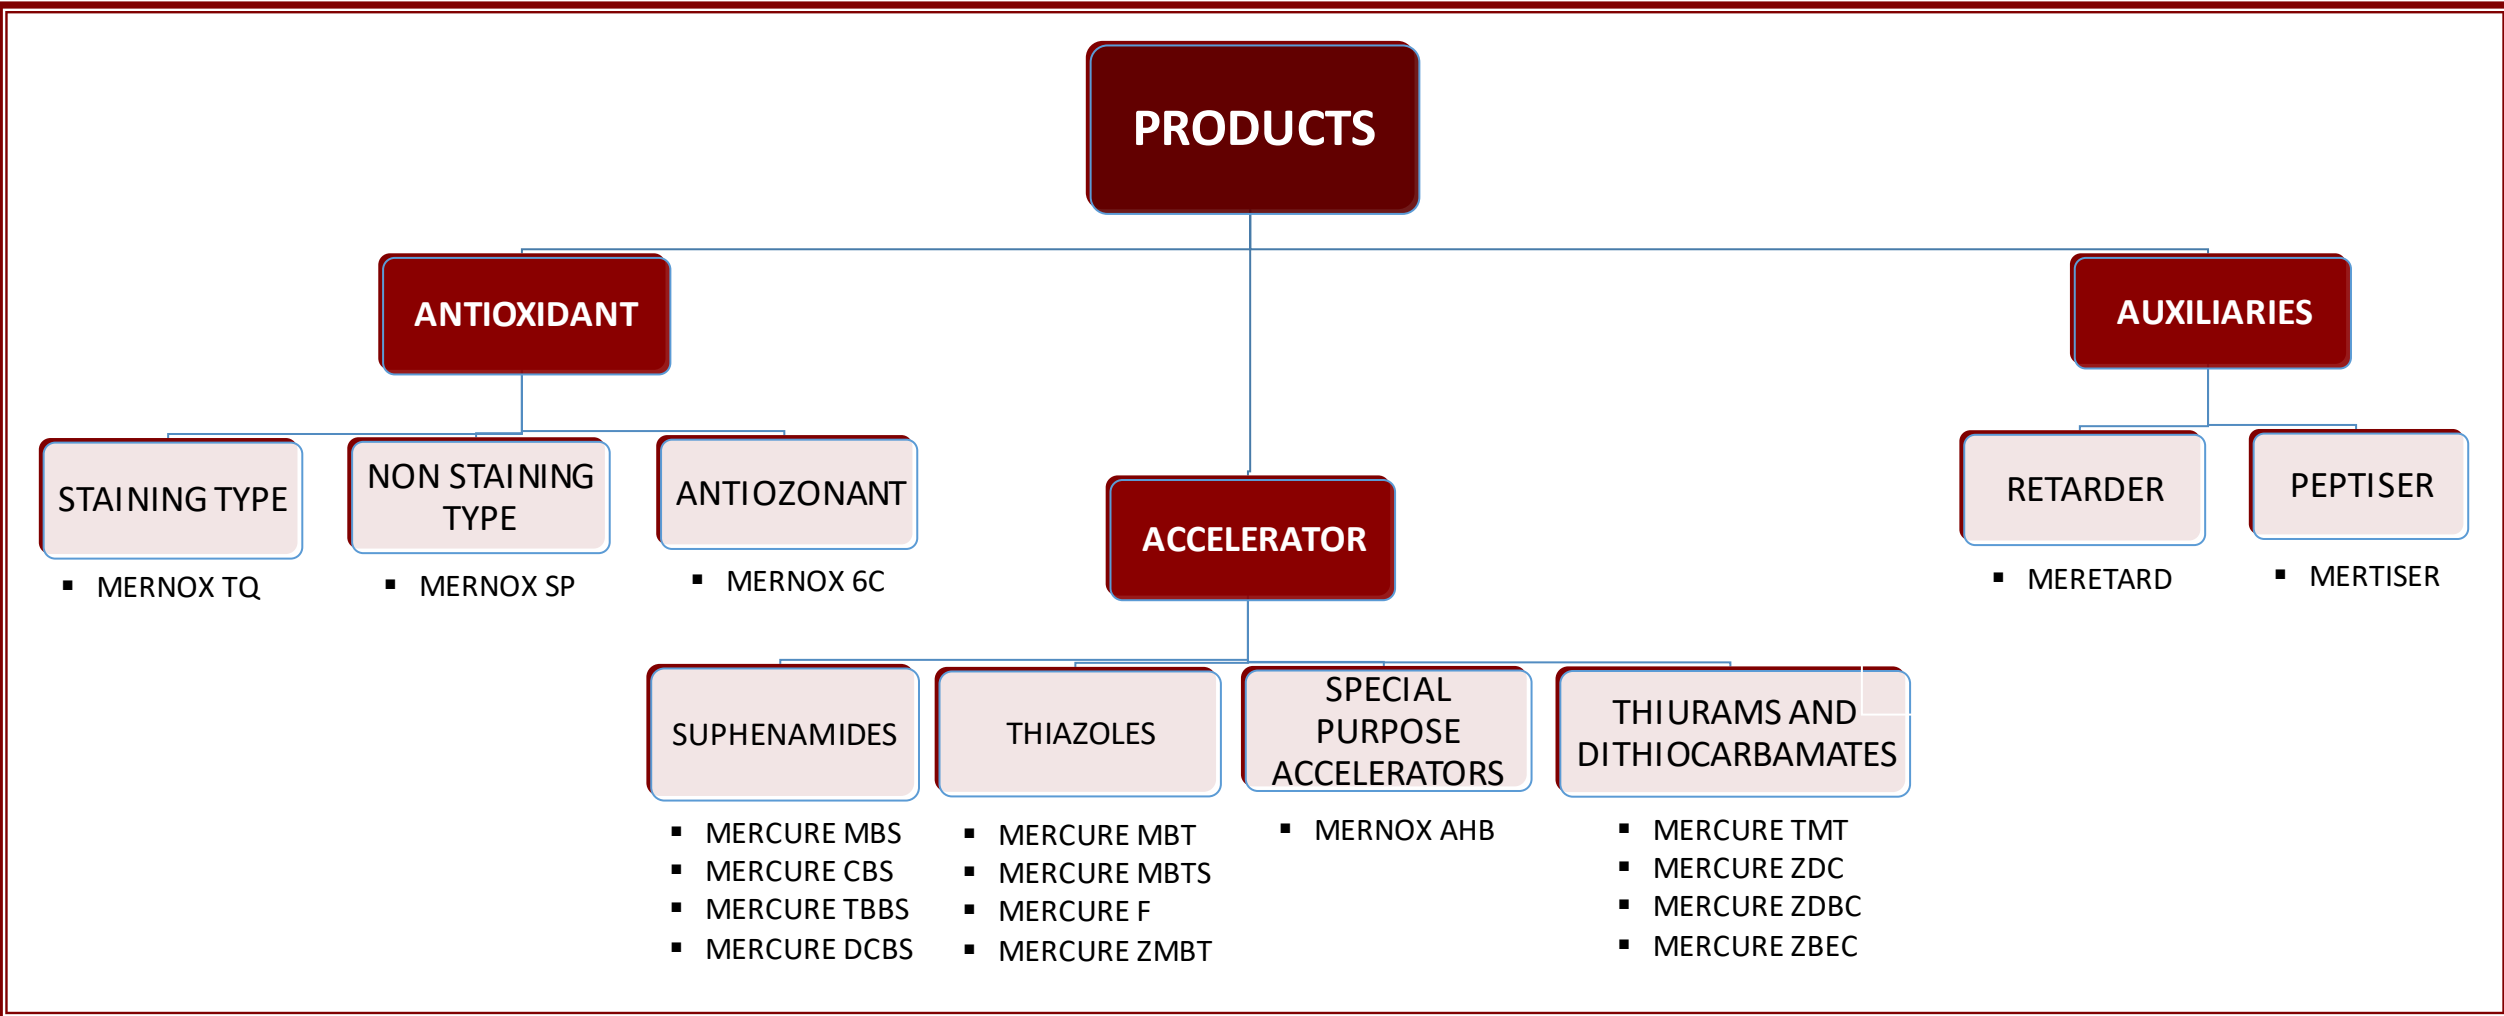 PRODUCTS
ANTIOXIDANT
AUXILIARIES
STAINING TYPE
NON STAINING
TYPE
ANTIOZONANT
RETARDER
PEPTISER
▪ MERNOX TQ
▪ MERNOX SP
▪ MERNOX 6C
▪ MERETARD
▪ MERTISER
ACCELERATOR
SUPHENAMIDES
THIAZOLES
SPECIAL
PURPOSE
ACCELERATORS
THIURAMS AND
DITHIOCARBAMATES
▪ MERCURE MBS
▪ MERCURE CBS
▪ MERCURE TBBS
▪ MERCURE DCBS
▪ MERCURE MBT
▪ MERCURE MBTS
▪ MERCURE F
▪ MERCURE ZMBT
▪ MERNOX AHB
▪ MERCURE TMT
▪ MERCURE ZDC
▪ MERCURE ZDBC
▪ MERCURE ZBEC